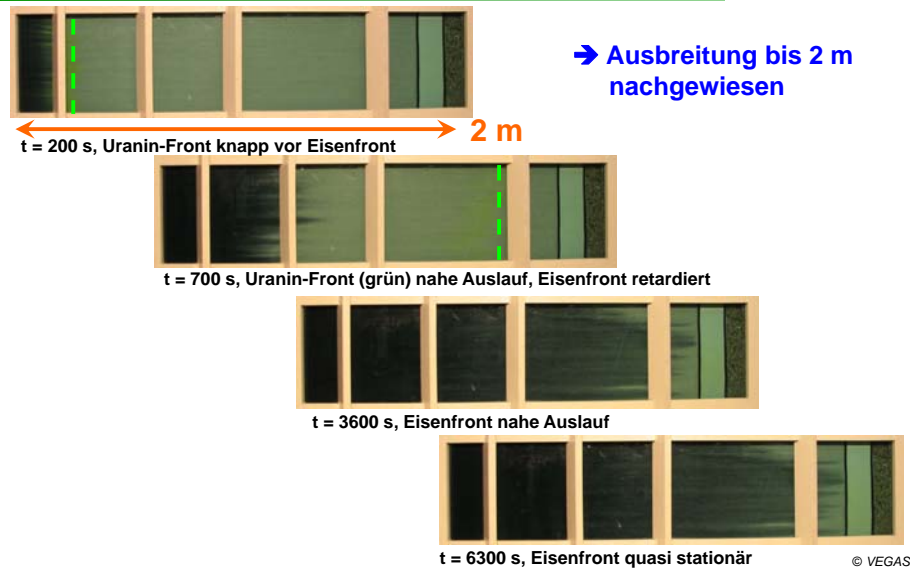 ➔ Ausbreitung bis 2 m
nachgewiesen
2 m
t = 200 s, Uranin-Front knapp vor Eisenfront
t = 700 s, Uranin-Front (grün) nahe Auslauf, Eisenfront retardiert
t = 3600 s, Eisenfront nahe Auslauf
t = 6300 s, Eisenfront quasi stationär
© VEGAS